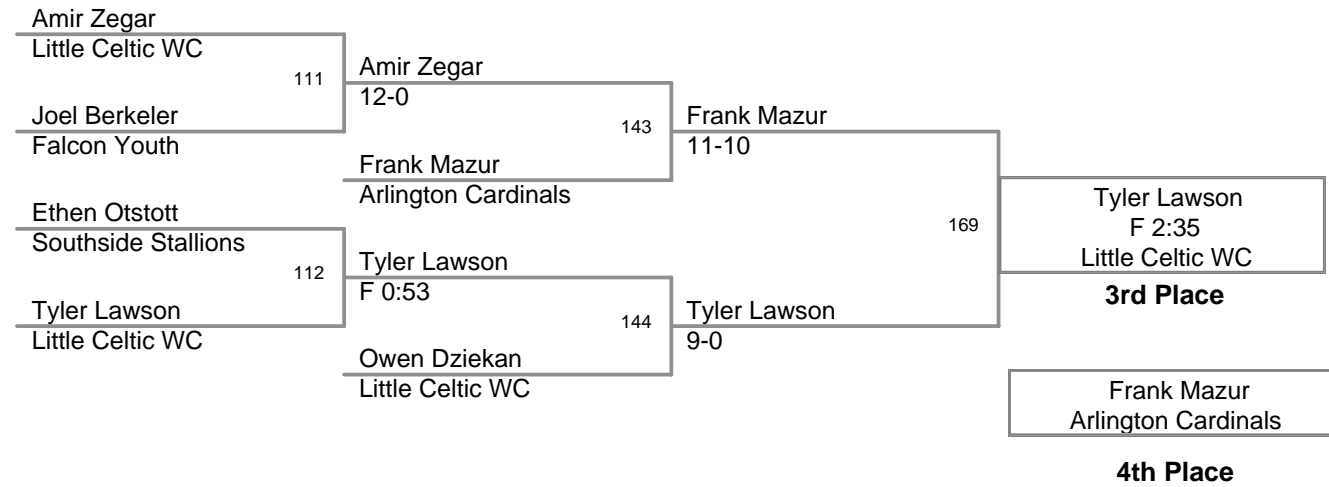 Amir Zegar
Little Celtic WC
111
Joel Berkeler
Falcon Youth
Ethen Otstott
Southside Stallions
112
Tyler Lawson
Little Celtic WC
Amir Zegar
12-0
143
Frank Mazur
Arlington Cardinals
Tyler Lawson
F 0:53
144
Owen Dziekan
Little Celtic WC
Frank Mazur
11-10
169
Tyler Lawson
9-0
Tyler Lawson
F 2:35
Little Celtic WC
3rd Place
Frank Mazur
Arlington Cardinals
4th Place